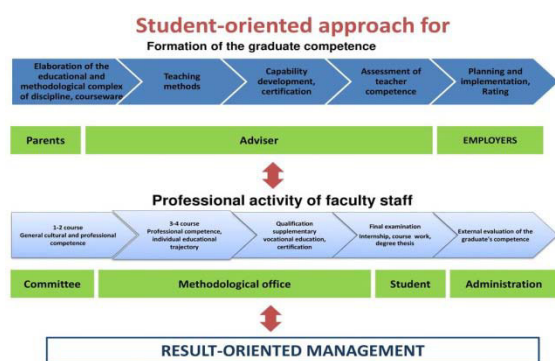 Student-oriented approach for
Formation of the graduate competence
Elaboration of the
educational and
methodological complex
of discipline, courseware
Teaching
methods
Capability
development,
certification
Assessment of
teacher
competence
Planning and
implementation,
Rating
Parents
Adviser
EMPLOYERS
Professional activity of faculty staff
1-2 course
General cultural and professional
competence
3-4 course
Professional competence,
individual educational
trajectory
Qualification
supplementary
vocational education,
certification
Final examination
Internship, course work,
degree thesis
External evaluation of the
graduate's competence
Committee
Methodological office
Student
Administration
RESULT-ORIENTED MANAGEMENT